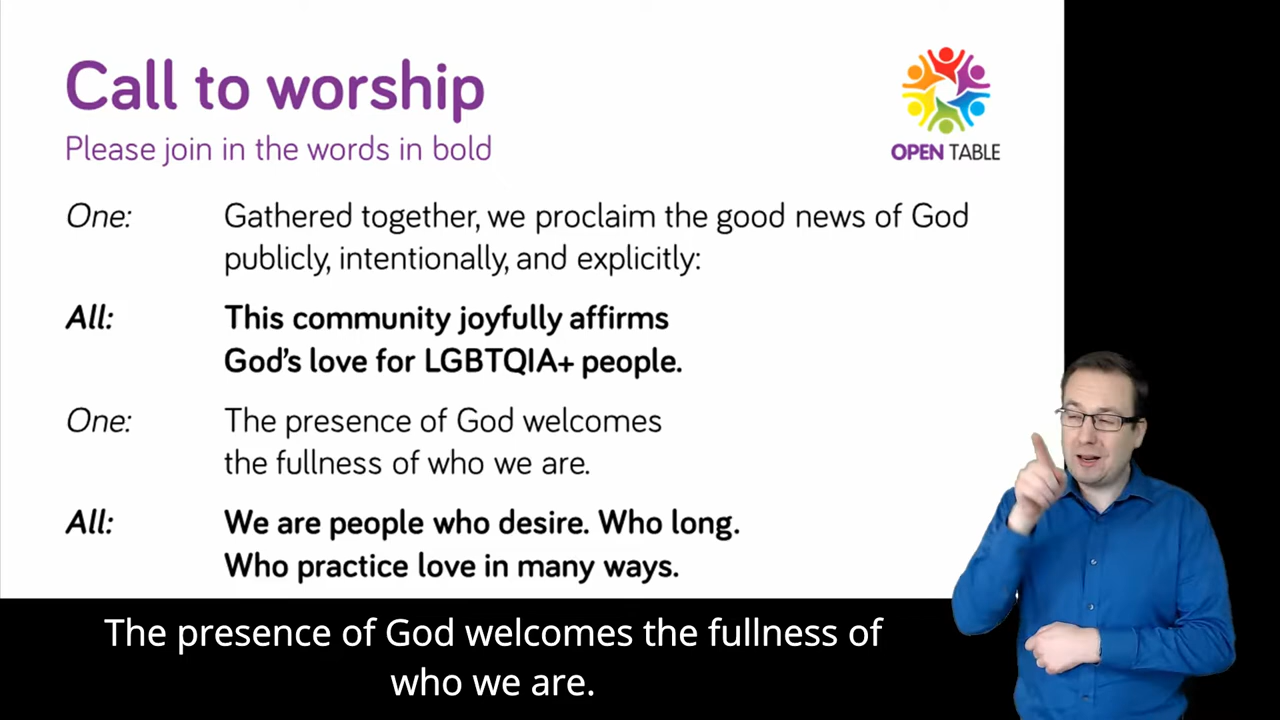 Call to worship
Please join in the words in bold
OPEN TABLE
One: Gathered together, we proclaim the good news of God
publicly, intentionally, and explicitly:
All: This community joyfully affirms
God's love for LGBTQIA+ people.
One: The presence of God welcomes
the fullness of who we are.
All: We are people who desire. Who long.
Who practice love in many ways.
The presence of God welcomes the fullness of
who we are.